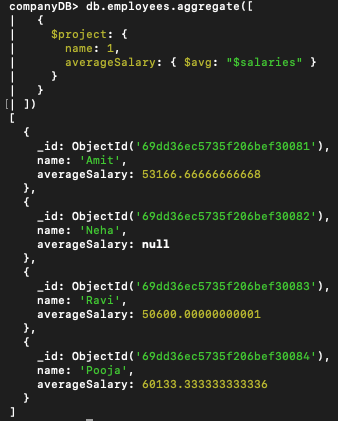 companyDB> db.employees.aggregate([
|   {
|     $project: {
|       name: 1,
|       averageSalary: { $avg: "$salaries" }
|     }
|   }
| ])
[
  {
    _id: ObjectId('69dd36ec5735f206bef30081'),
    name: 'Amit',
    averageSalary: 53166.66666666668
  },
  {
    _id: ObjectId('69dd36ec5735f206bef30082'),
    name: 'Neha',
    averageSalary: null
  },
  {
    _id: ObjectId('69dd36ec5735f206bef30083'),
    name: 'Ravi',
    averageSalary: 50600.00000000001
  },
  {
    _id: ObjectId('69dd36ec5735f206bef30084'),
    name: 'Pooja',
    averageSalary: 60133.333333333336
  }
]